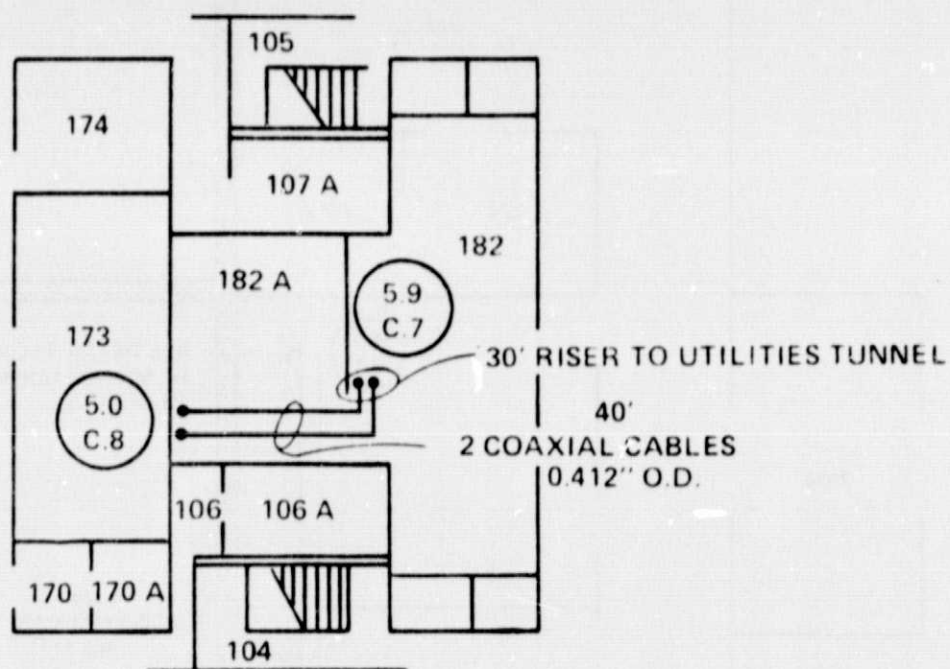 105
174
107 A
182
182 A
5.9
C.7
173
30' RISER TO UTILITIES TUNNEL
5.0
C.8
40'
2 COAXIAL CABLES
0.412" O.D.
106
106 A
170
170 A
104